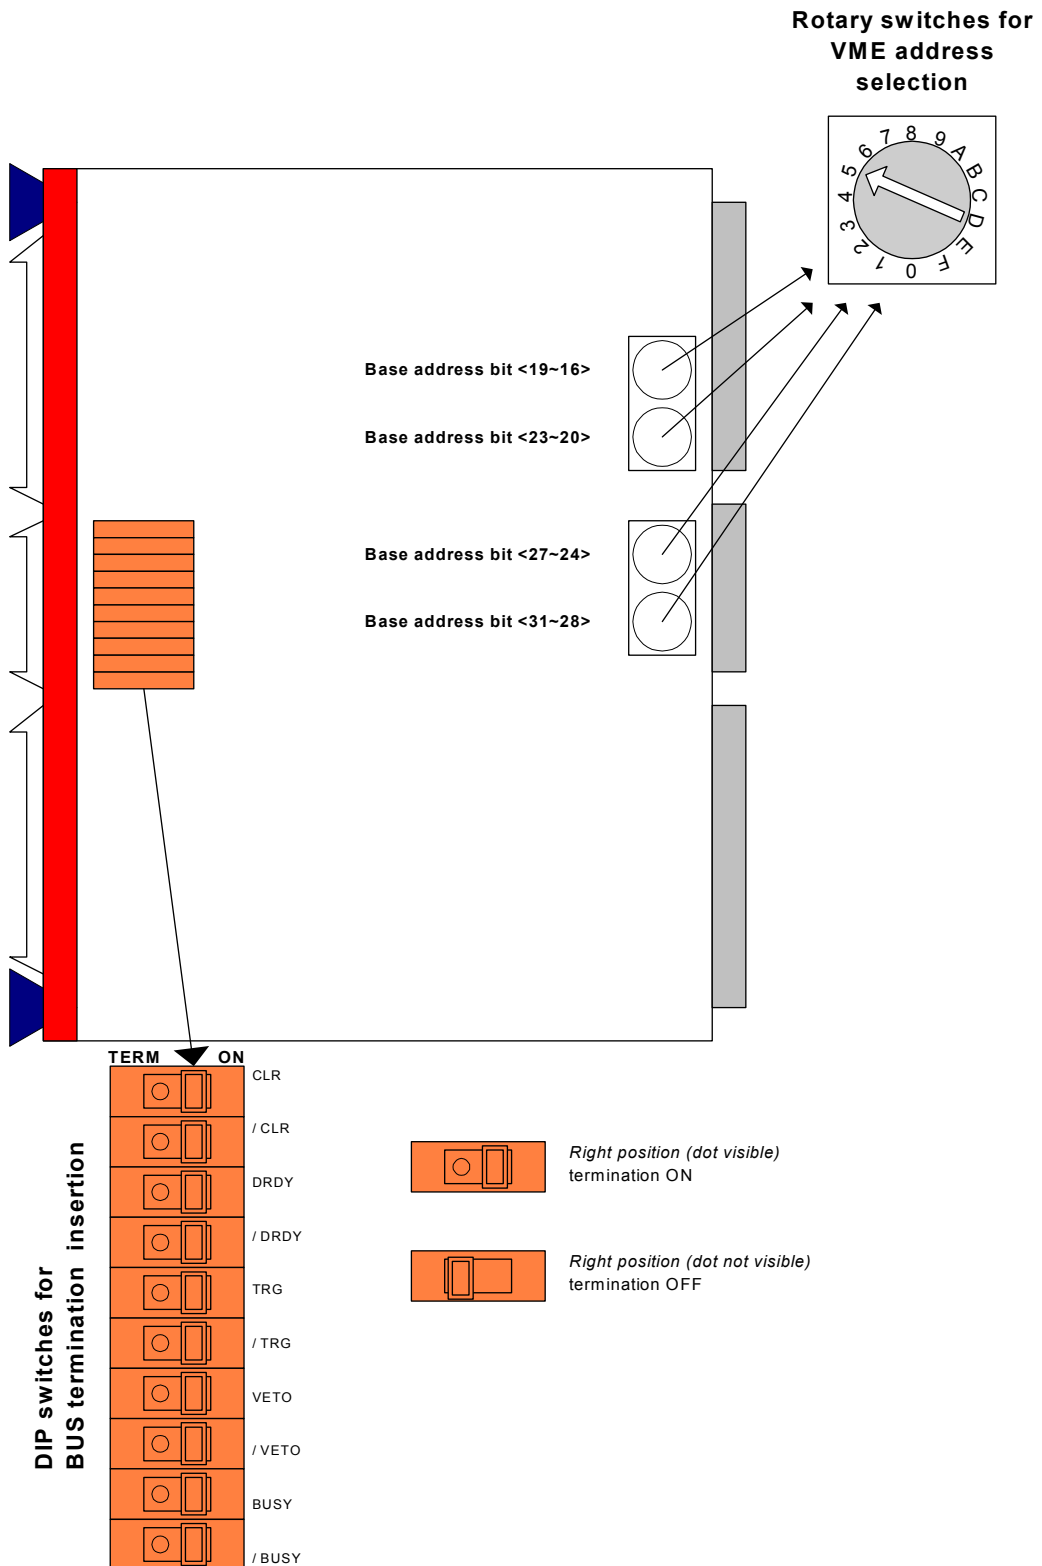 Rotary switches for
VME address
selection
7 8 9 A B C D E F 0 1 2 3 4 5 6
Base address bit <19~16>
Base address bit <23~20>
Base address bit <27~24>
Base address bit <31~28>
TERM ON
CLR
/ CLR
DRDY
/ DRDY
TRG
/ TRG
VETO
/ VETO
BUSY
/ BUSY
DIP switches for
BUS termination insertion
Right position (dot visible)
termination ON
Right position (dot not visible)
termination OFF